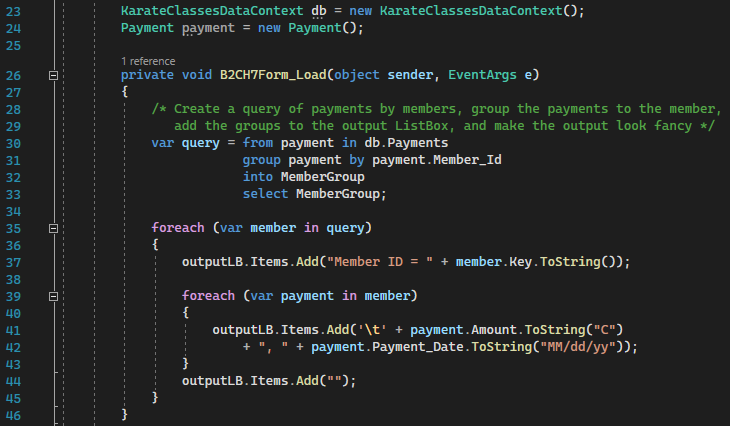 23 KarateClassesDataContext db = new KarateClassesDataContext();
24 Payment payment = new Payment();
25
1 reference
26 private void B2CH7Form_Load(object sender, EventArgs e)
27 {
28 /* Create a query of payments by members, group the payments to the member,
29 add the groups to the output ListBox, and make the output look fancy */
30 var query = from payment in db.Payments
31 group payment by payment.Member_Id
32 into MemberGroup
33 select MemberGroup;
34
35 foreach (var member in query)
36 {
37 outputLB.Items.Add("Member ID = " + member.Key.ToString());
38
39 foreach (var payment in member)
40 {
41 outputLB.Items.Add('\t' + payment.Amount.ToString("C")
42 + ", " + payment.Payment_Date.ToString("MM/dd/yy"));
43 }
44 outputLB.Items.Add("");
45 }
46 }